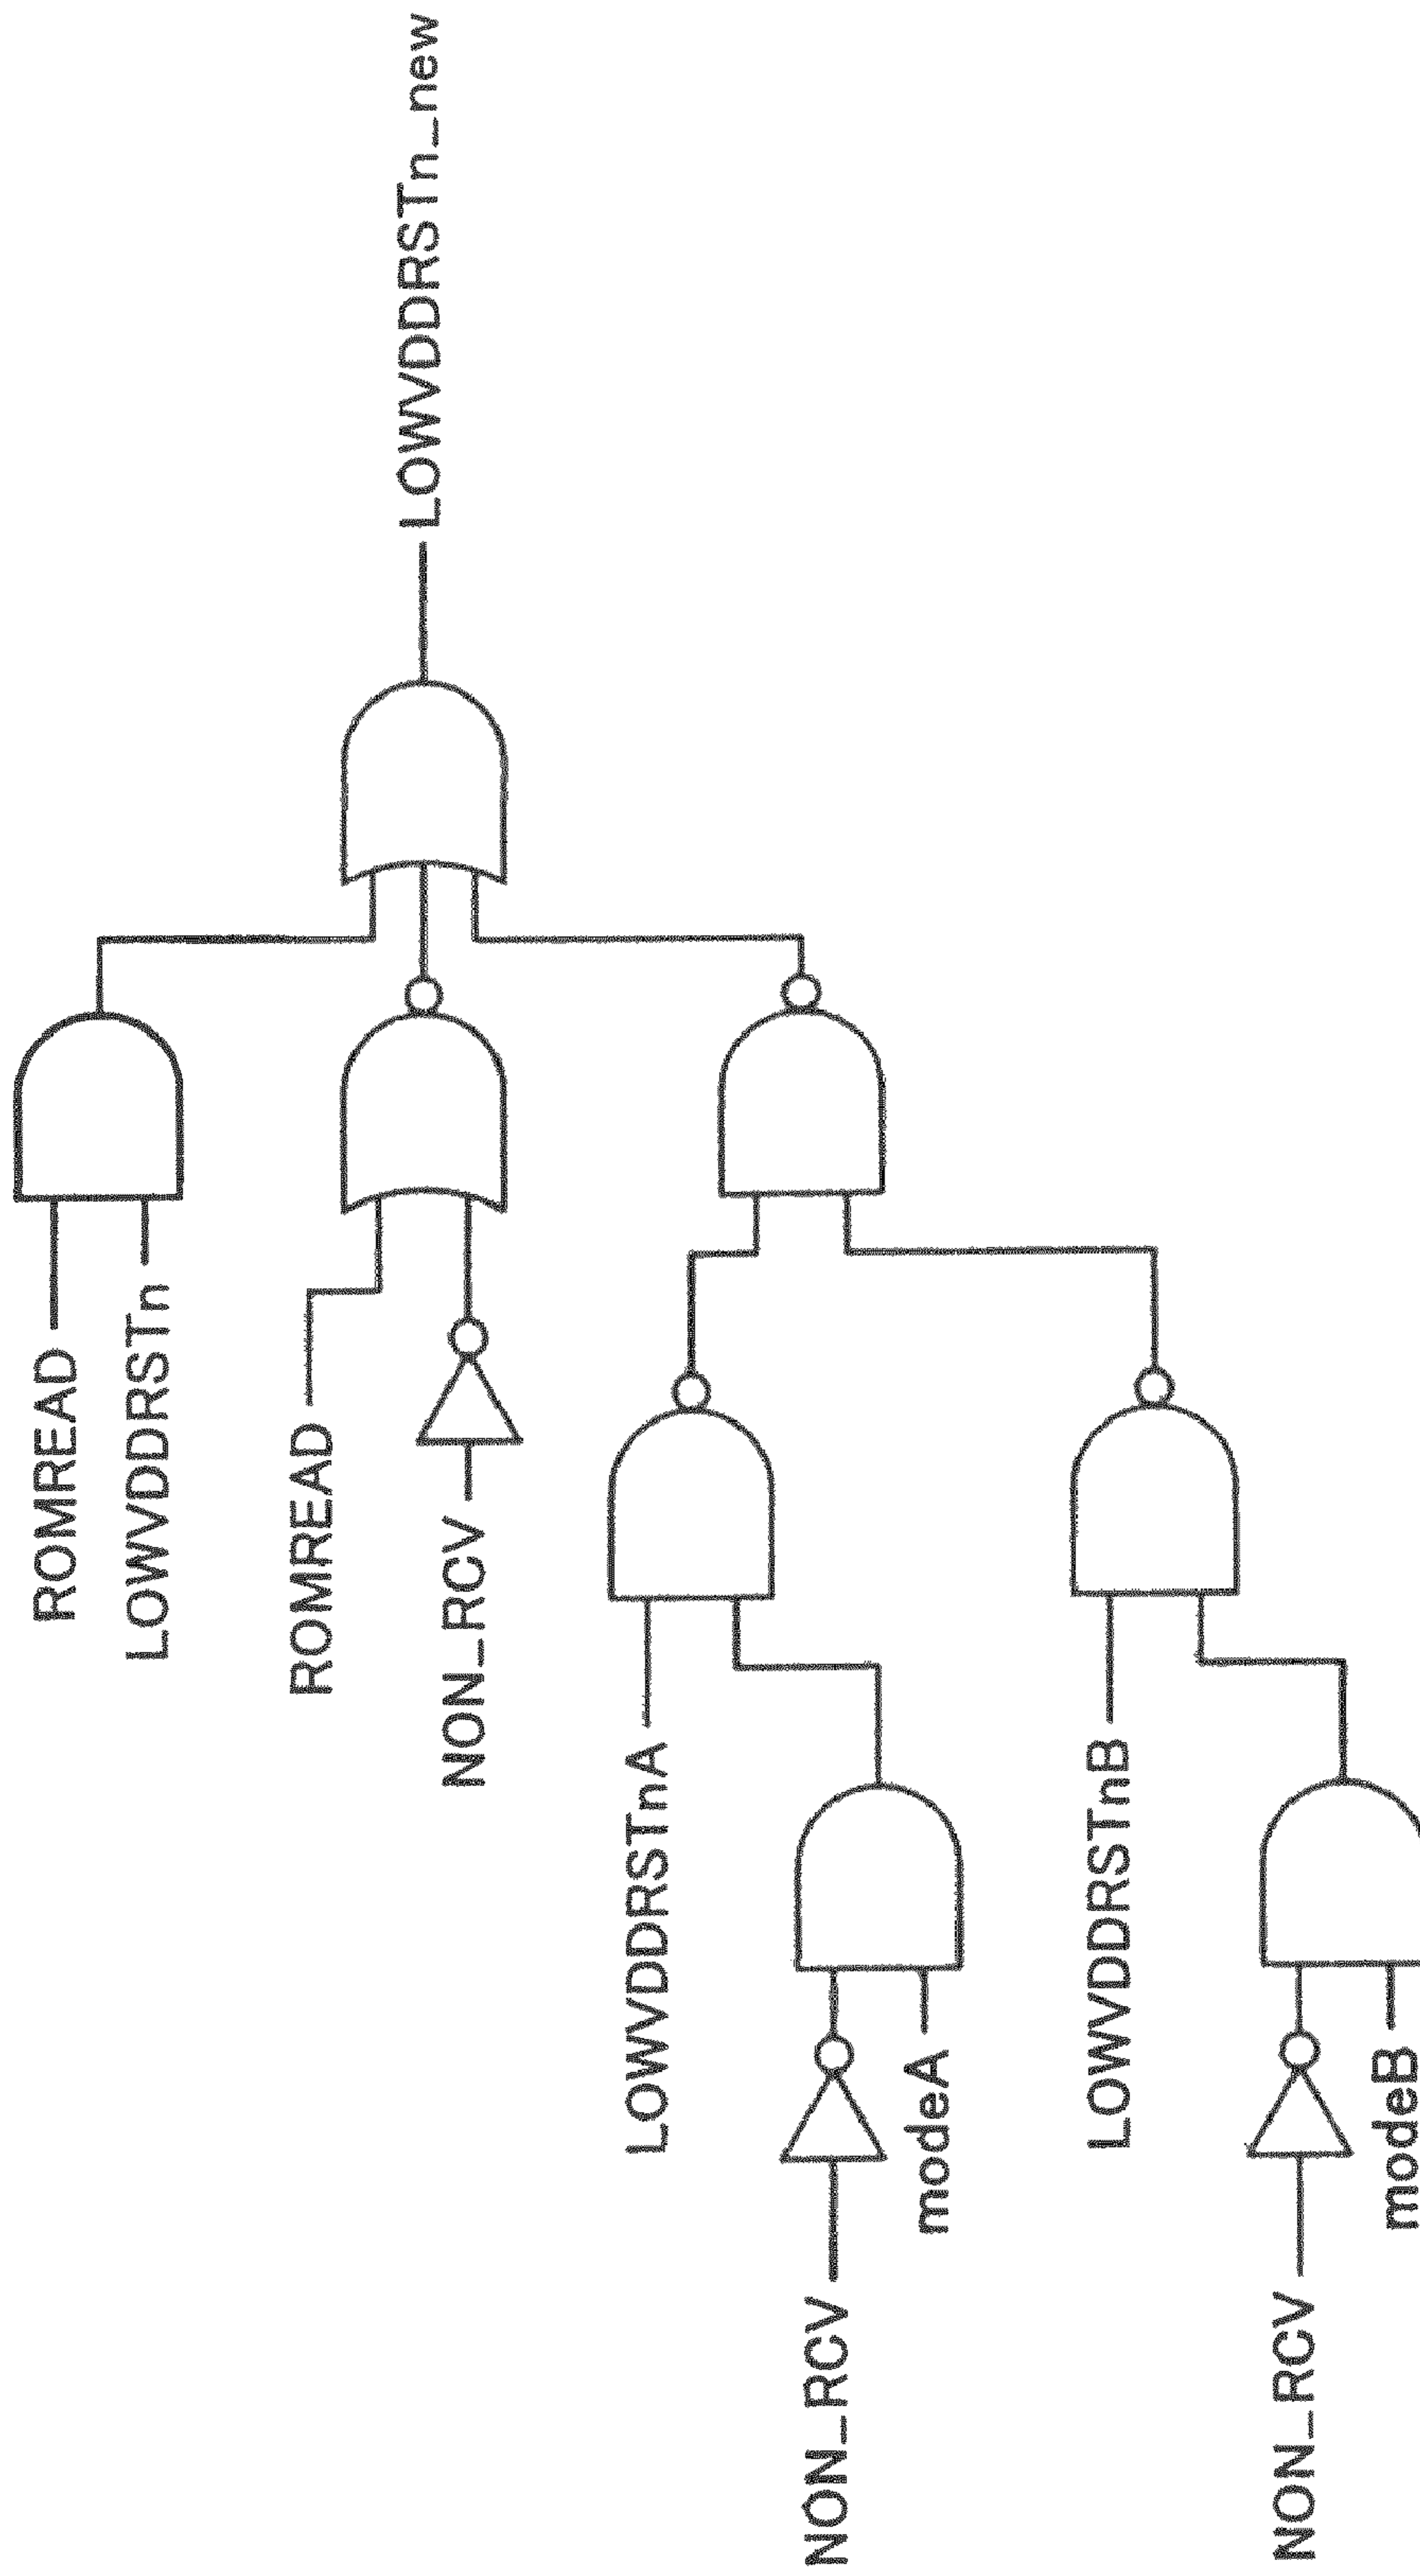 ROMREAD
LOWVDDRSTn
ROMREAD
NON_RCV
LOWVDDRSTnA
NON_RCV
modeA
LOWVDDRSTnB
NON_RCV
modeB
LOWVDDRSTn_new